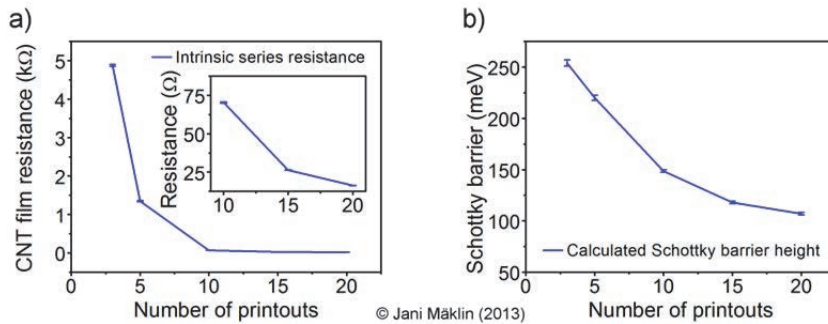 a)
CNT film resistance (kΩ)
5
4
3
2
1
0
Intrinsic series resistance
Resistance (Ω)
75
50
25
10 15 20
0 5 10 15 20
Number of printouts
b)
Schottky barrier (meV)
250
200
150
100
50
Calculated Schottky barrier height
0 5 10 15 20
Number of printouts
© Jani Mäklin (2013)